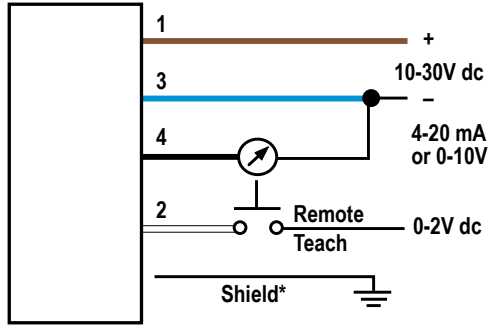 1
+
10-30V dc
3
–
4
4-20 mA
or 0-10V
2
Remote
Teach
0-2V dc
Shield*